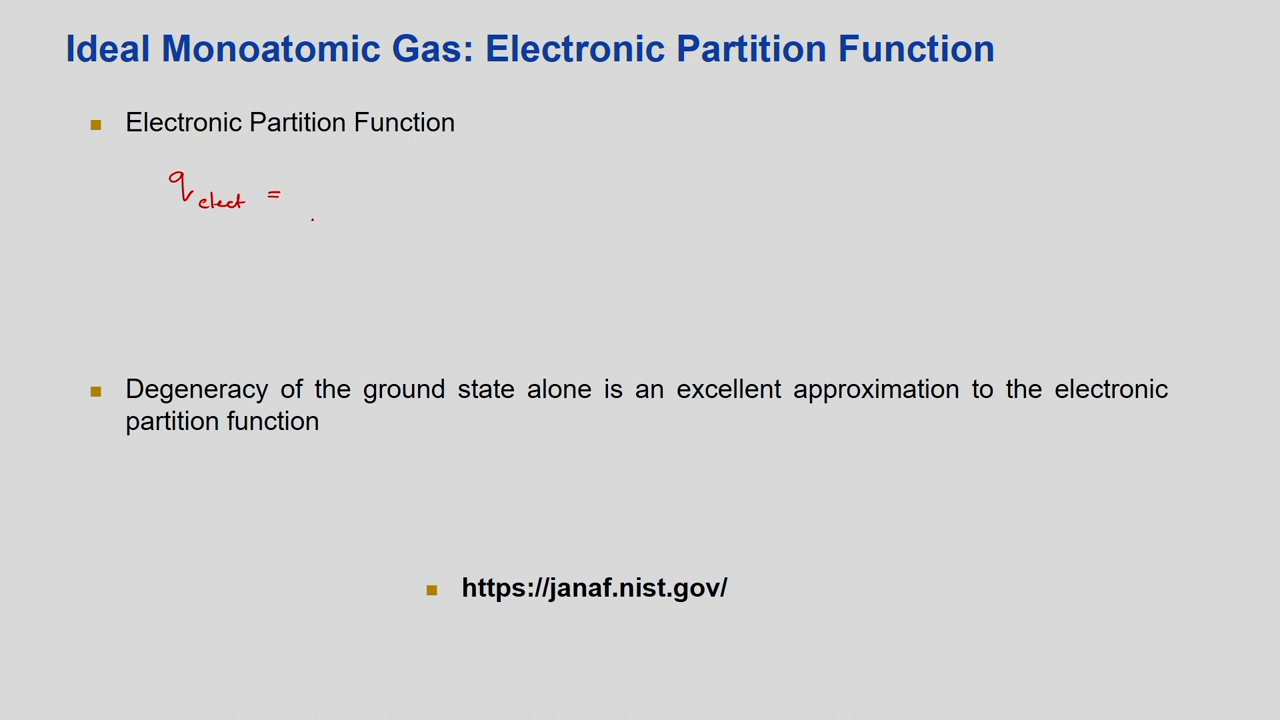 Ideal Monoatomic Gas: Electronic Partition Function
Electronic Partition Function
q elect =
Degeneracy of the ground state alone is an excellent approximation to the electronic
partition function
https://janaf.nist.gov/